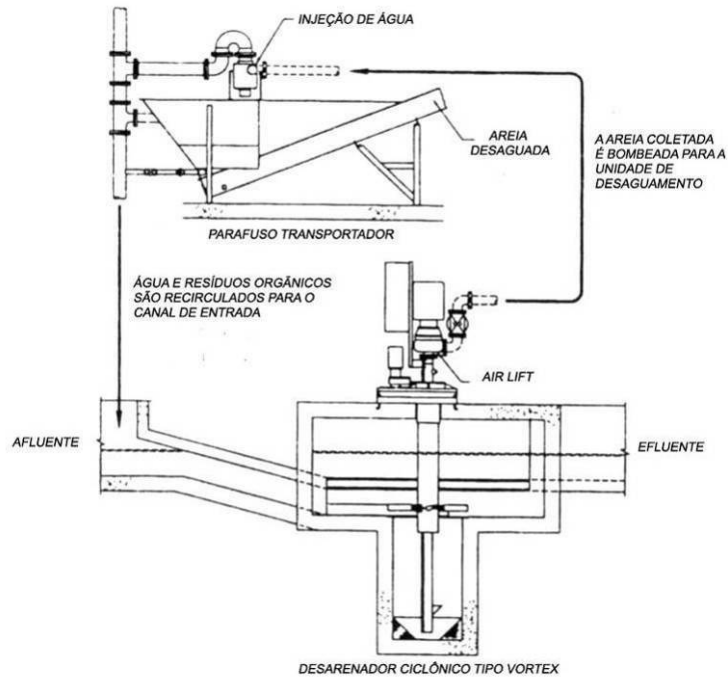 INJEÇÃO DE ÁGUA
AREIA
DESAGUADA
A AREIA COLETADA
É BOMBEADA PARA A
UNIDADE DE
DESAGUAMENTO
PARAFUSO TRANSPORTADOR
ÁGUA E RESÍDUOS ORGÂNICOS
SÃO RECIRCULADOS PARA O
CANAL DE ENTRADA
AIR LIFT
AFLUENTE
EFLUENTE
DESARENADOR CICLÔNICO TIPO VORTEX